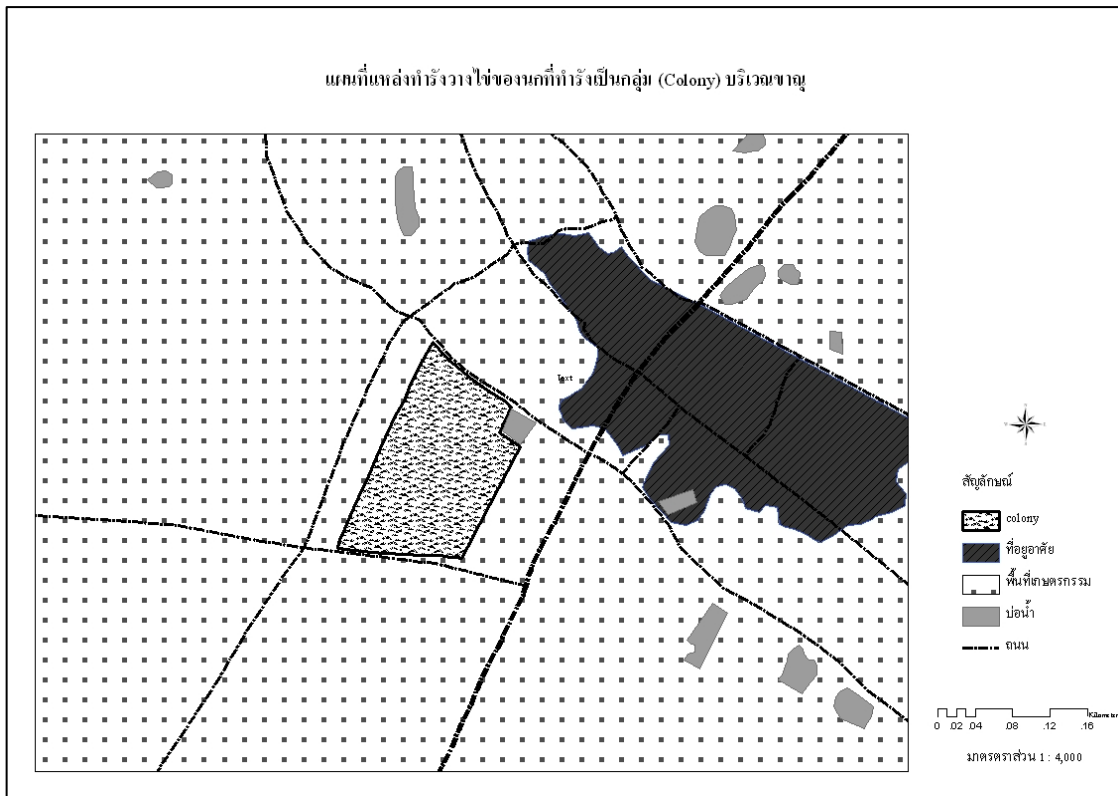 แผนที่แหล่งทำรังวางไข่ของนกที่ทำรังเป็นกลุ่ม (Colony) บริเวณขาณุ
Text
สัญลักษณ์
colony
ที่อยู่อาศัย
พื้นที่เกษตรกรรม
บ่อน้ำ
ถนน
0 .02 .04 .08 .12 .16 Kilometers
มาตรตราส่วน 1 : 4,000